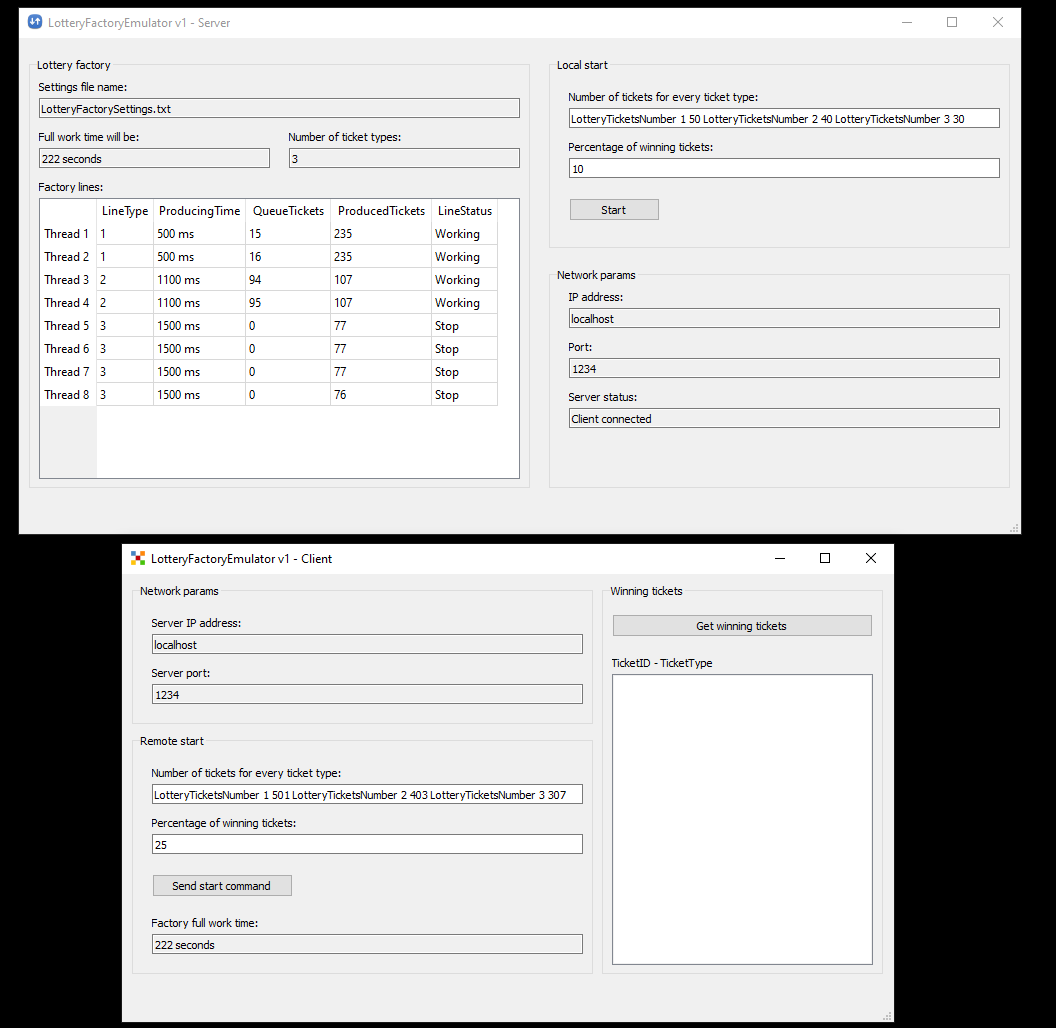 LotteryFactoryEmulator v1 - Server
Lottery factory
Settings file name:
LotteryFactorySettings.txt
Full work time will be: Number of ticket types:
222 seconds 3
Factory lines:
LineType ProducingTime QueueTickets ProducedTickets LineStatus
Thread 1 1 500 ms 15 235 Working
Thread 2 1 500 ms 16 235 Working
Thread 3 2 1100 ms 94 107 Working
Thread 4 2 1100 ms 95 107 Working
Thread 5 3 1500 ms 0 77 Stop
Thread 6 3 1500 ms 0 77 Stop
Thread 7 3 1500 ms 0 77 Stop
Thread 8 3 1500 ms 0 76 Stop
Local start
Number of tickets for every ticket type:
LotteryTicketsNumber 1 50 LotteryTicketsNumber 2 40 LotteryTicketsNumber 3 30
Percentage of winning tickets:
10
Start
Network params
IP address:
localhost
Port:
1234
Server status:
Client connected
LotteryFactoryEmulator v1 - Client
Network params
Server IP address:
localhost
Server port:
1234
Remote start
Number of tickets for every ticket type:
LotteryTicketsNumber 1 501 LotteryTicketsNumber 2 403 LotteryTicketsNumber 3 307
Percentage of winning tickets:
25
Send start command
Factory full work time:
222 seconds
Winning tickets
Get winning tickets
TicketID - TicketType